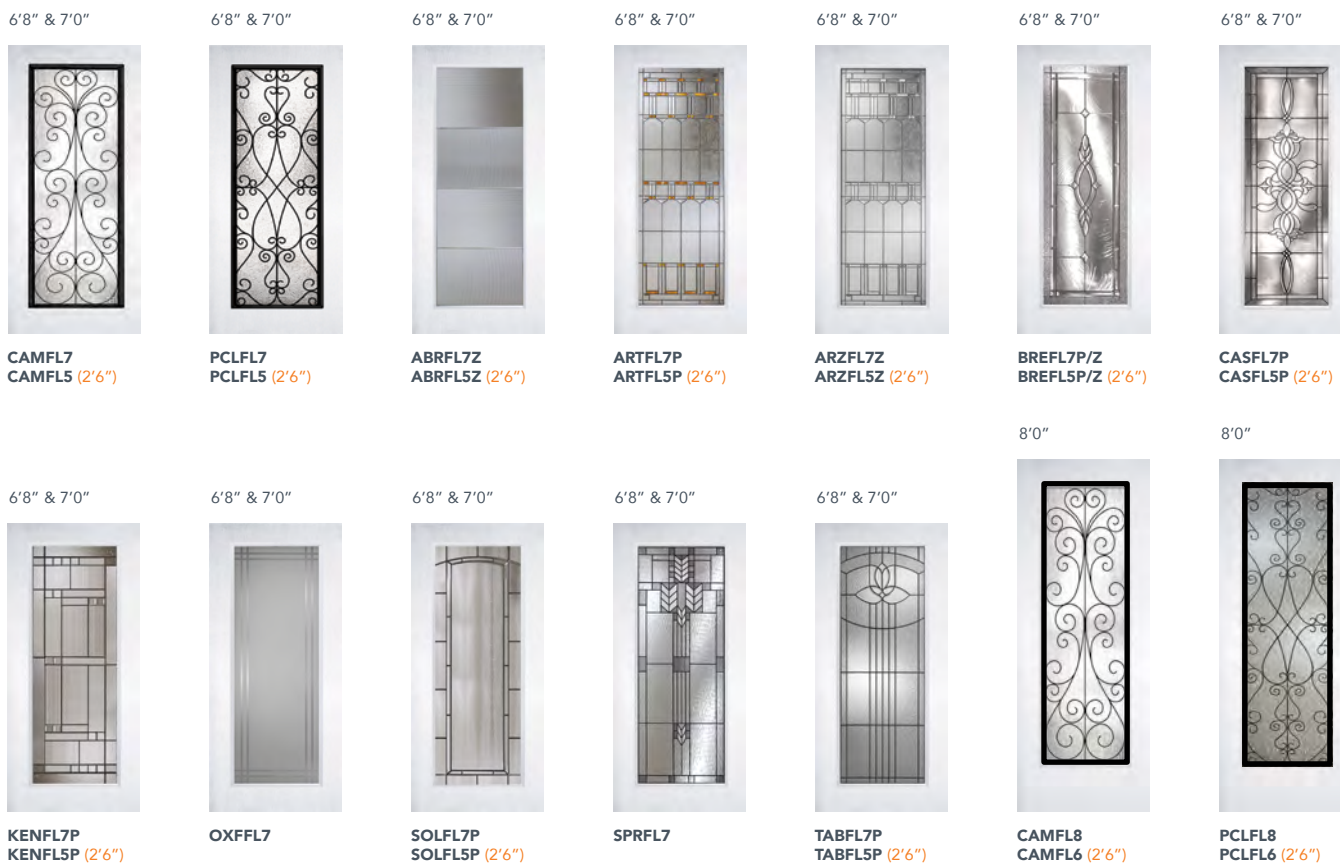 6’8” & 7’0”
6’8” & 7’0”
6’8” & 7’0”
6’8” & 7’0”
6’8” & 7’0”
6’8” & 7’0”
6’8” & 7’0”
CAMFL7
CAMFL5 (2’6”)
PCLFL7
PCLFL5 (2’6”)
ABRFL7Z
ABRFL5Z (2’6”)
ARTFL7P
ARTFL5P (2’6”)
ARZFL7Z
ARZFL5Z (2’6”)
BREFL7P/Z
BREFL5P/Z (2’6”)
CASFL7P
CASFL5P (2’6”)
6’8” & 7’0”
6’8” & 7’0”
6’8” & 7’0”
6’8” & 7’0”
6’8” & 7’0”
8’0”
8’0”
KENFL7P
KENFL5P (2’6”)
OXFFL7
SOLFL7P
SOLFL5P (2’6”)
SPRFL7
TABFL7P
TABFL5P (2’6”)
CAMFL8
CAMFL6 (2’6”)
PCLFL8
PCLFL6 (2’6”)